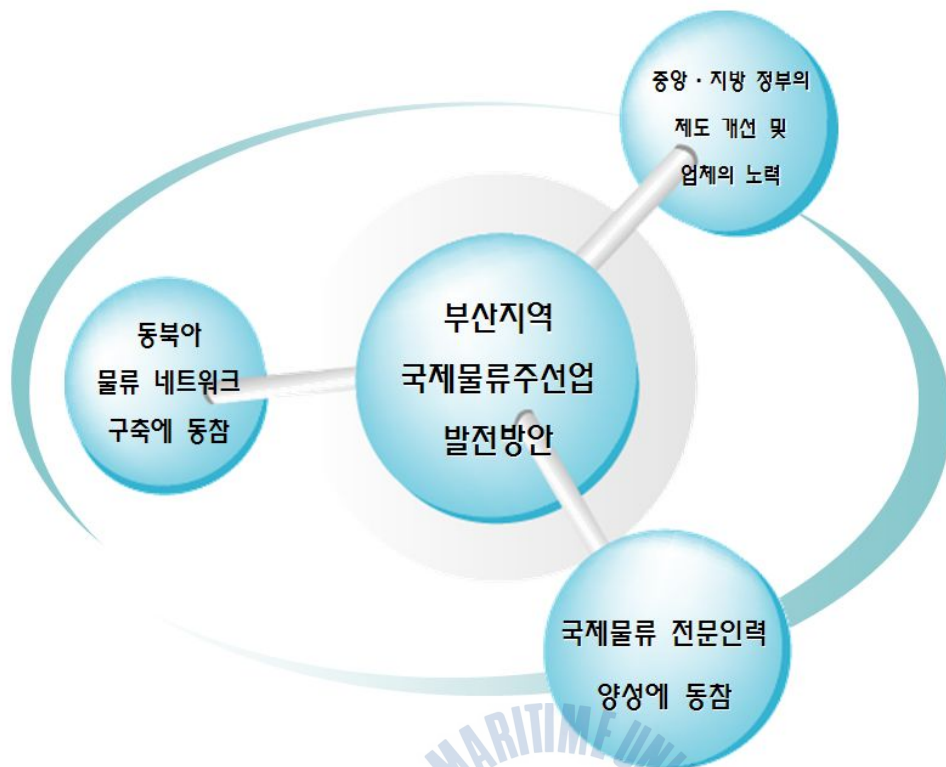 중앙·지방 정부의
제도 개선 및
업체의 노력
부산지역
국제물류주선업
발전방안
동북아
물류 네트워크
구축에 동참
국제물류 전문인력
양성에 동참
MARITIME UNI